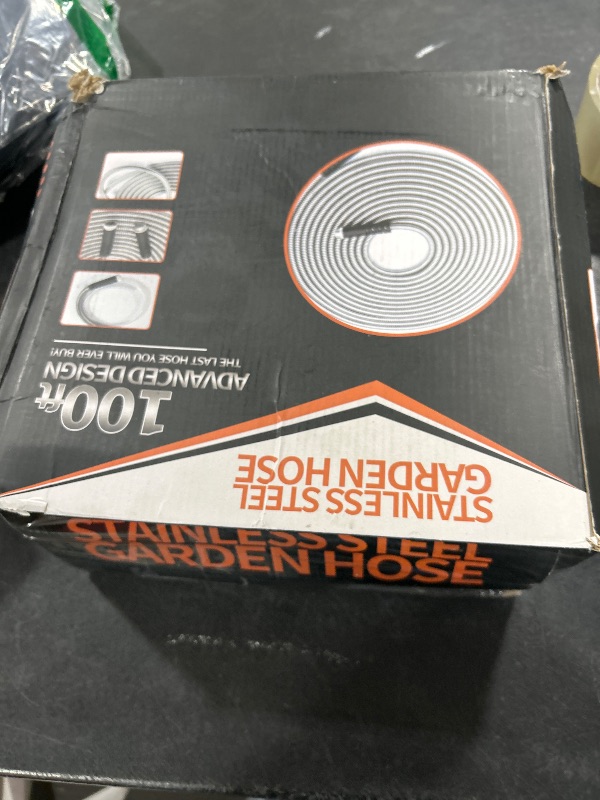 STAINLESS STEEL
GARDEN HOSE
100ft
ADVANCED DESIGN
THE LAST HOSE YOU WILL EVER BUY!
STAINLESS STEEL
GARDEN HOSE